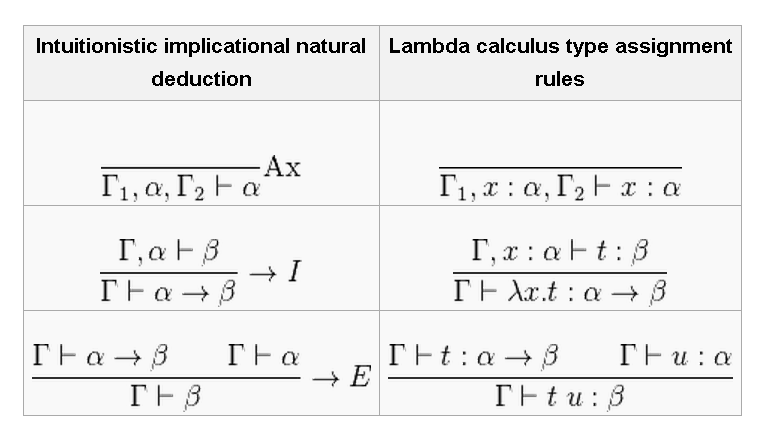 Intuitionistic implicational natural deduction
Lambda calculus type assignment rules
Γ₁, α, Γ₂ ⊢ α Ax
Γ₁, x : α, Γ₂ ⊢ x : α
Γ, α ⊢ β
Γ ⊢ α → β → I
Γ, x : α ⊢ t : β
Γ ⊢ λx.t : α → β
Γ ⊢ α → β Γ ⊢ α
Γ ⊢ β → E
Γ ⊢ t : α → β Γ ⊢ u : α
Γ ⊢ t u : β